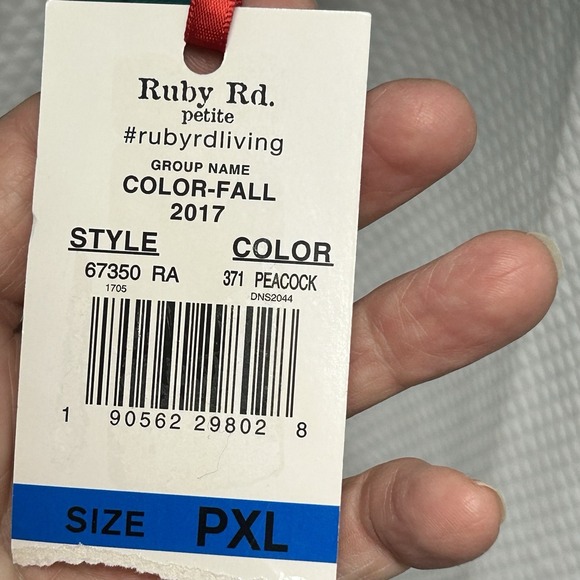 Ruby Rd.
petite
#rubyrdliving
GROUP NAME
COLOR-FALL
2017
STYLE COLOR
67350 RA 371 PEACOCK
1705 DNS2044
1 90562 29802 8
SIZE PXL